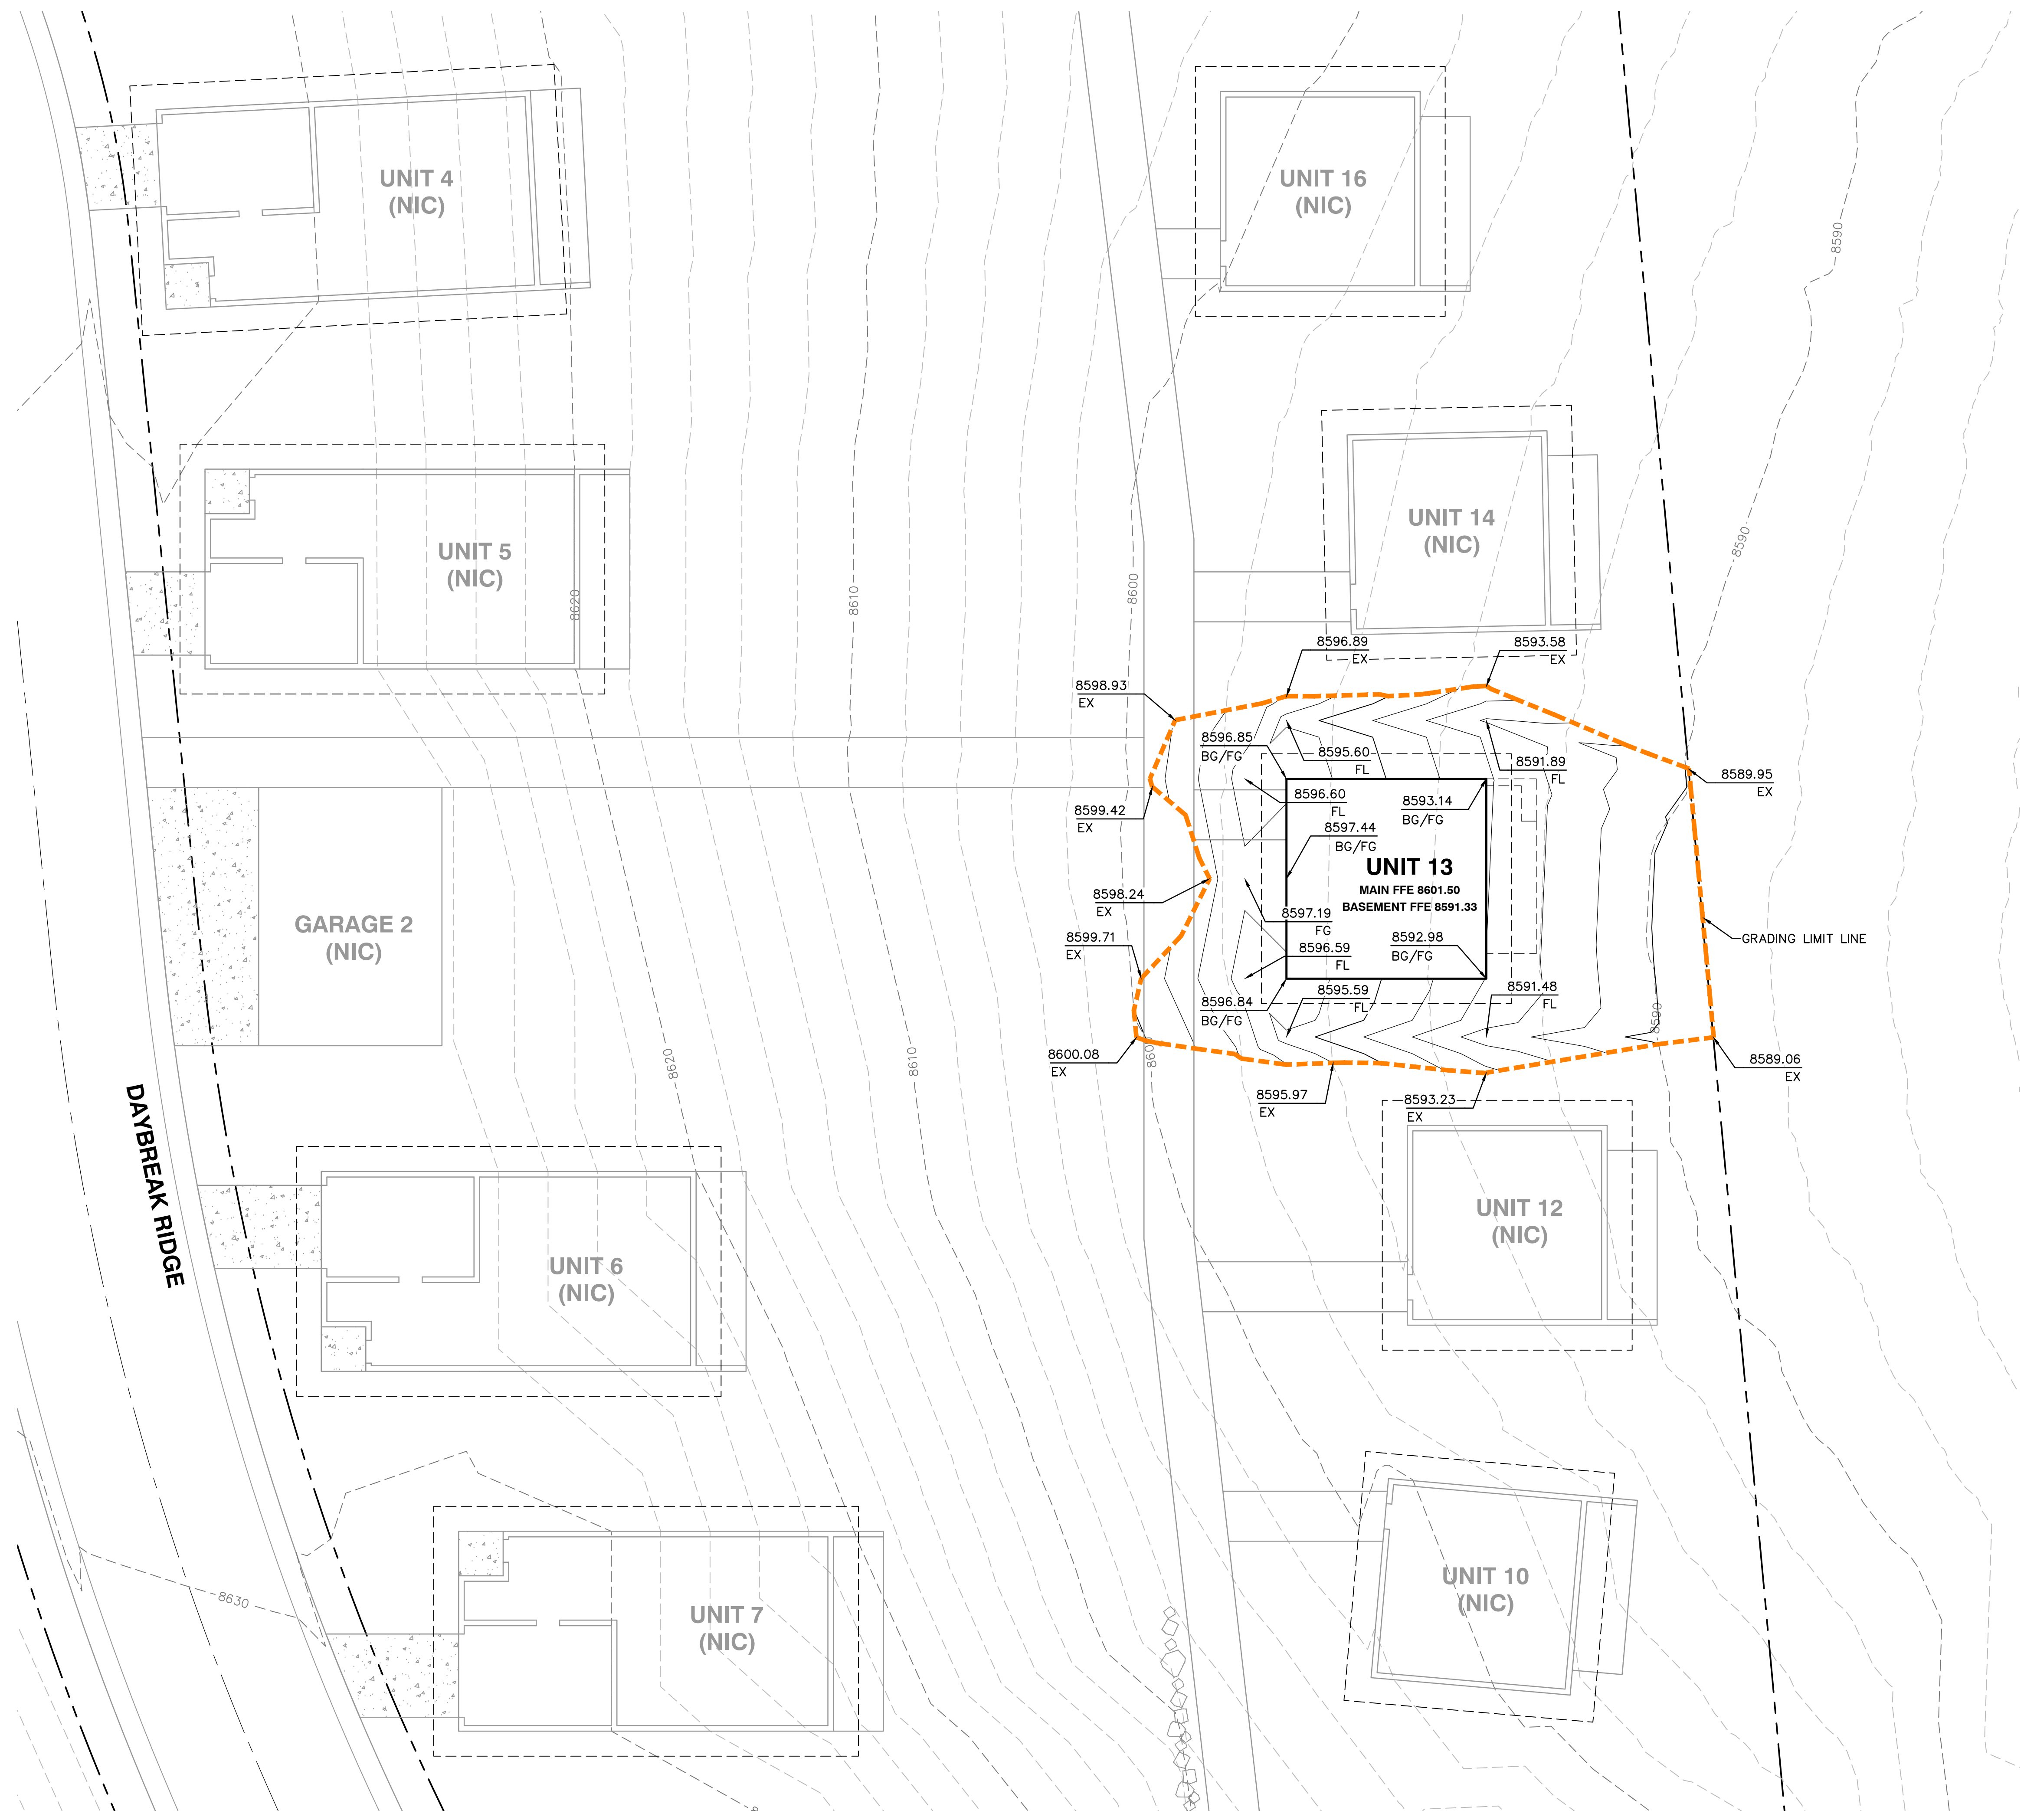 UNIT 4
(NIC)
UNIT 16
(NIC)
8590
UNIT 5
(NIC)
8620
8610
8600
UNIT 14
(NIC)
8590
8596.89
EX
8593.58
EX
8598.93
EX
8596.85
BG/FG
8595.60
FL
8591.89
FL
8589.95
EX
8599.42
EX
8596.60
FL
8593.14
BG/FG
8597.44
BG/FG
UNIT 13
MAIN FFE 8601.50
BASEMENT FFE 8591.33
8598.24
EX
8597.19
FG
8599.71
EX
8596.59
FL
8592.98
BG/FG
GRADING LIMIT LINE
GARAGE 2
(NIC)
8596.84
BG/FG
8595.59
FL
8591.48
FL
8590
8600.08
EX
8620
8610
8589.06
EX
8595.97
EX
8593.23
EX
DAYBREAK RIDGE
UNIT 12
(NIC)
UNIT 6
(NIC)
UNIT 10
(NIC)
8630
UNIT 7
(NIC)